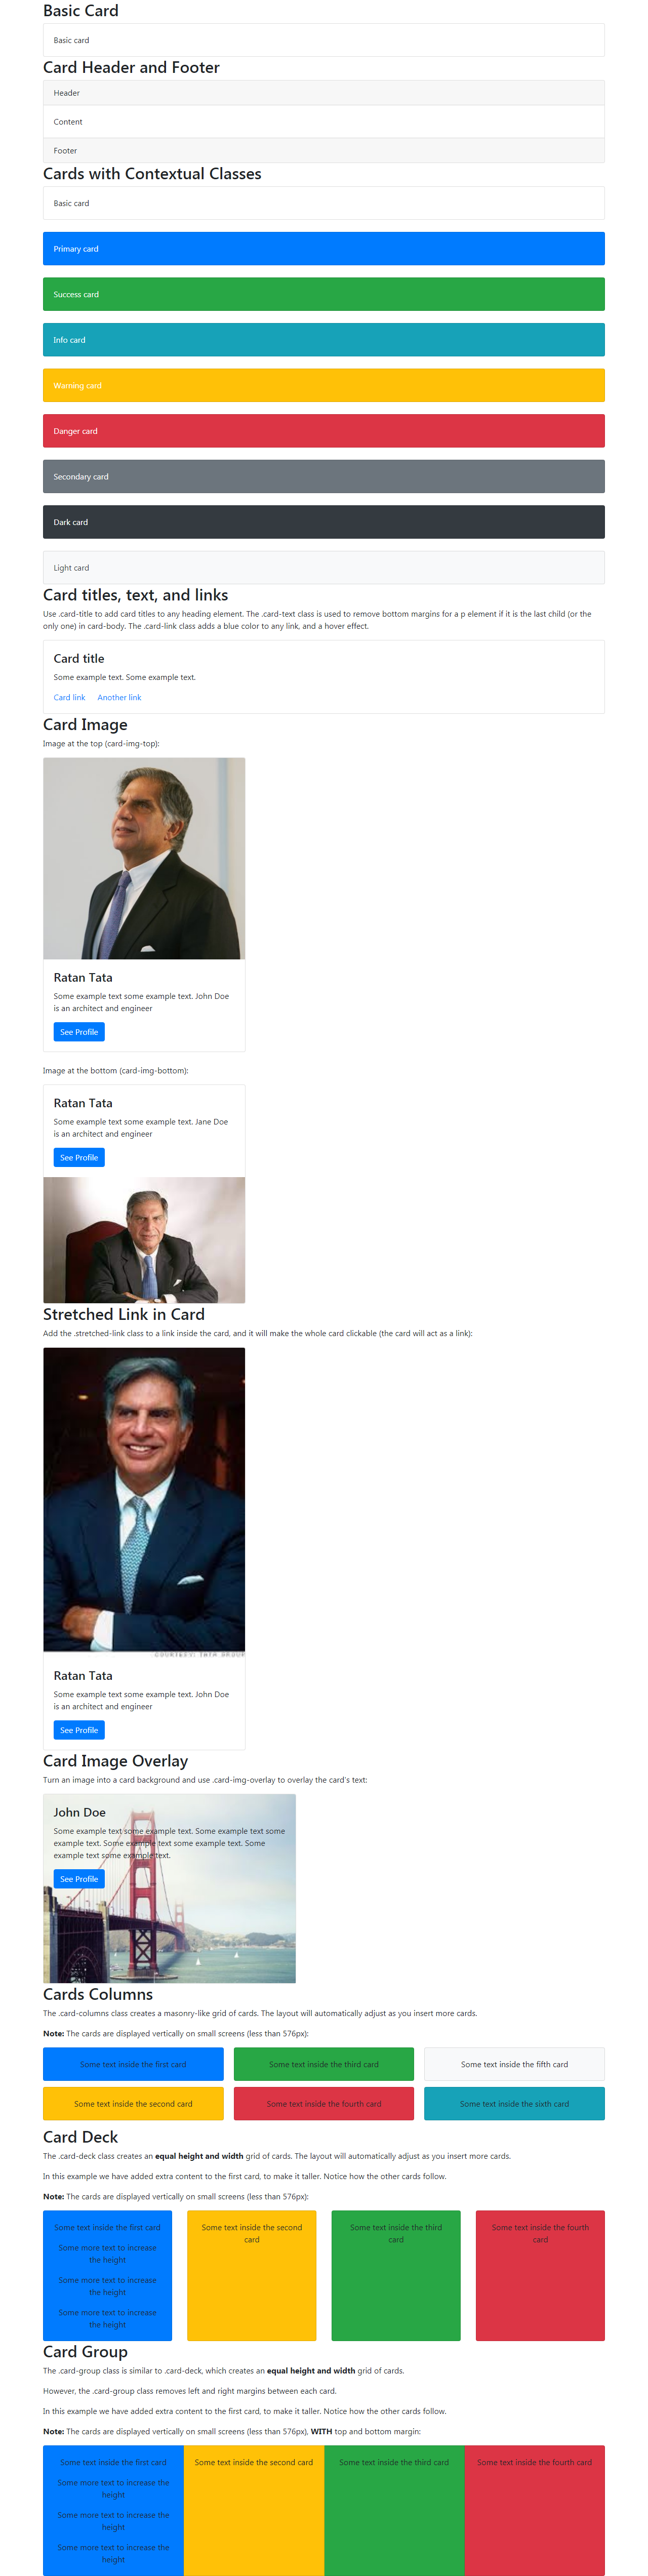 Basic Card
Basic card
Card Header and Footer
Header
Content
Footer
Cards with Contextual Classes
Basic card
Primary card
Success card
Info card
Warning card
Danger card
Secondary card
Dark card
Light card
Card titles, text, and links
Use .card-title to add card titles to any heading element. The .card-text class is used to remove bottom margins for a p element if it is the last child (or the
only one) in card-body. The .card-link class adds a blue color to any link, and a hover effect.
Card title
Some example text. Some example text.
Card link Another link
Card Image
Image at the top (card-img-top):
Ratan Tata
Some example text some example text. John Doe
is an architect and engineer
See Profile
Image at the bottom (card-img-bottom):
Ratan Tata
Some example text some example text. Jane Doe
is an architect and engineer
See Profile
Stretched Link in Card
Add the .stretched-link class to a link inside the card, and it will make the whole card clickable (the card will act as a link):
COURTESY: TATA GROUP
Ratan Tata
Some example text some example text. John Doe
is an architect and engineer
See Profile
Card Image Overlay
Turn an image into a card background and use .card-img-overlay to overlay the card's text:
John Doe
Some example text some example text. Some example text some
example text. Some example text some example text. Some
example text some example text.
See Profile
Cards Columns
The .card-columns class creates a masonry-like grid of cards. The layout will automatically adjust as you insert more cards.
Note: The cards are displayed vertically on small screens (less than 576px):
Some text inside the first card
Some text inside the third card
Some text inside the fifth card
Some text inside the second card
Some text inside the fourth card
Some text inside the sixth card
Card Deck
The .card-deck class creates an equal height and width grid of cards. The layout will automatically adjust as you insert more cards.
In this example we have added extra content to the first card, to make it taller. Notice how the other cards follow.
Note: The cards are displayed vertically on small screens (less than 576px):
Some text inside the first card
Some more text to increase
the height
Some more text to increase
the height
Some more text to increase
the height
Some text inside the second
card
Some text inside the third
card
Some text inside the fourth
card
Card Group
The .card-group class is similar to .card-deck, which creates an equal height and width grid of cards.
However, the .card-group class removes left and right margins between each card.
In this example we have added extra content to the first card, to make it taller. Notice how the other cards follow.
Note: The cards are displayed vertically on small screens (less than 576px), WITH top and bottom margin:
Some text inside the first card
Some more text to increase the
height
Some more text to increase the
height
Some more text to increase the
height
Some text inside the second card
Some text inside the third card
Some text inside the fourth card